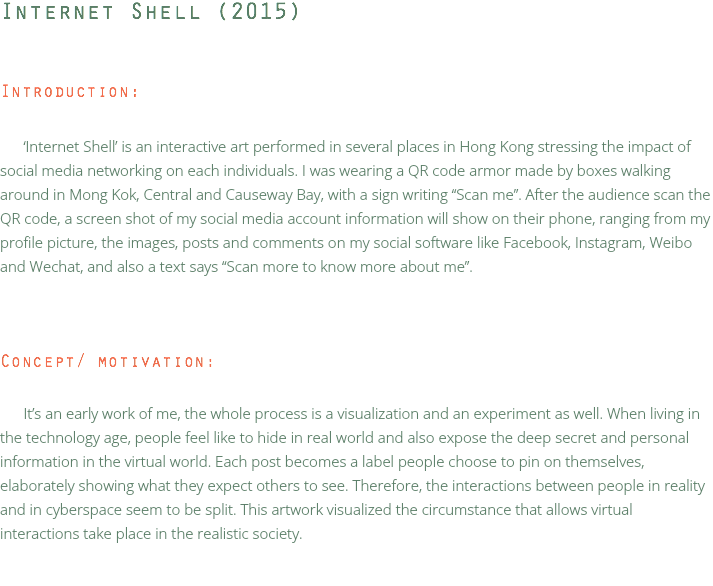 Internet Shell (2015)
Introduction:
‘Internet Shell’ is an interactive art performed in several places in Hong Kong stressing the impact of
social media networking on each individuals. I was wearing a QR code armor made by boxes walking
around in Mong Kok, Central and Causeway Bay, with a sign writing “Scan me”. After the audience scan the
QR code, a screen shot of my social media account information will show on their phone, ranging from my
profile picture, the images, posts and comments on my social software like Facebook, Instagram, Weibo
and Wechat, and also a text says “Scan more to know more about me”.
Concept/ motivation:
It’s an early work of me, the whole process is a visualization and an experiment as well. When living in
the technology age, people feel like to hide in real world and also expose the deep secret and personal
information in the virtual world. Each post becomes a label people choose to pin on themselves,
elaborately showing what they expect others to see. Therefore, the interactions between people in reality
and in cyberspace seem to be split. This artwork visualized the circumstance that allows virtual
interactions take place in the realistic society.